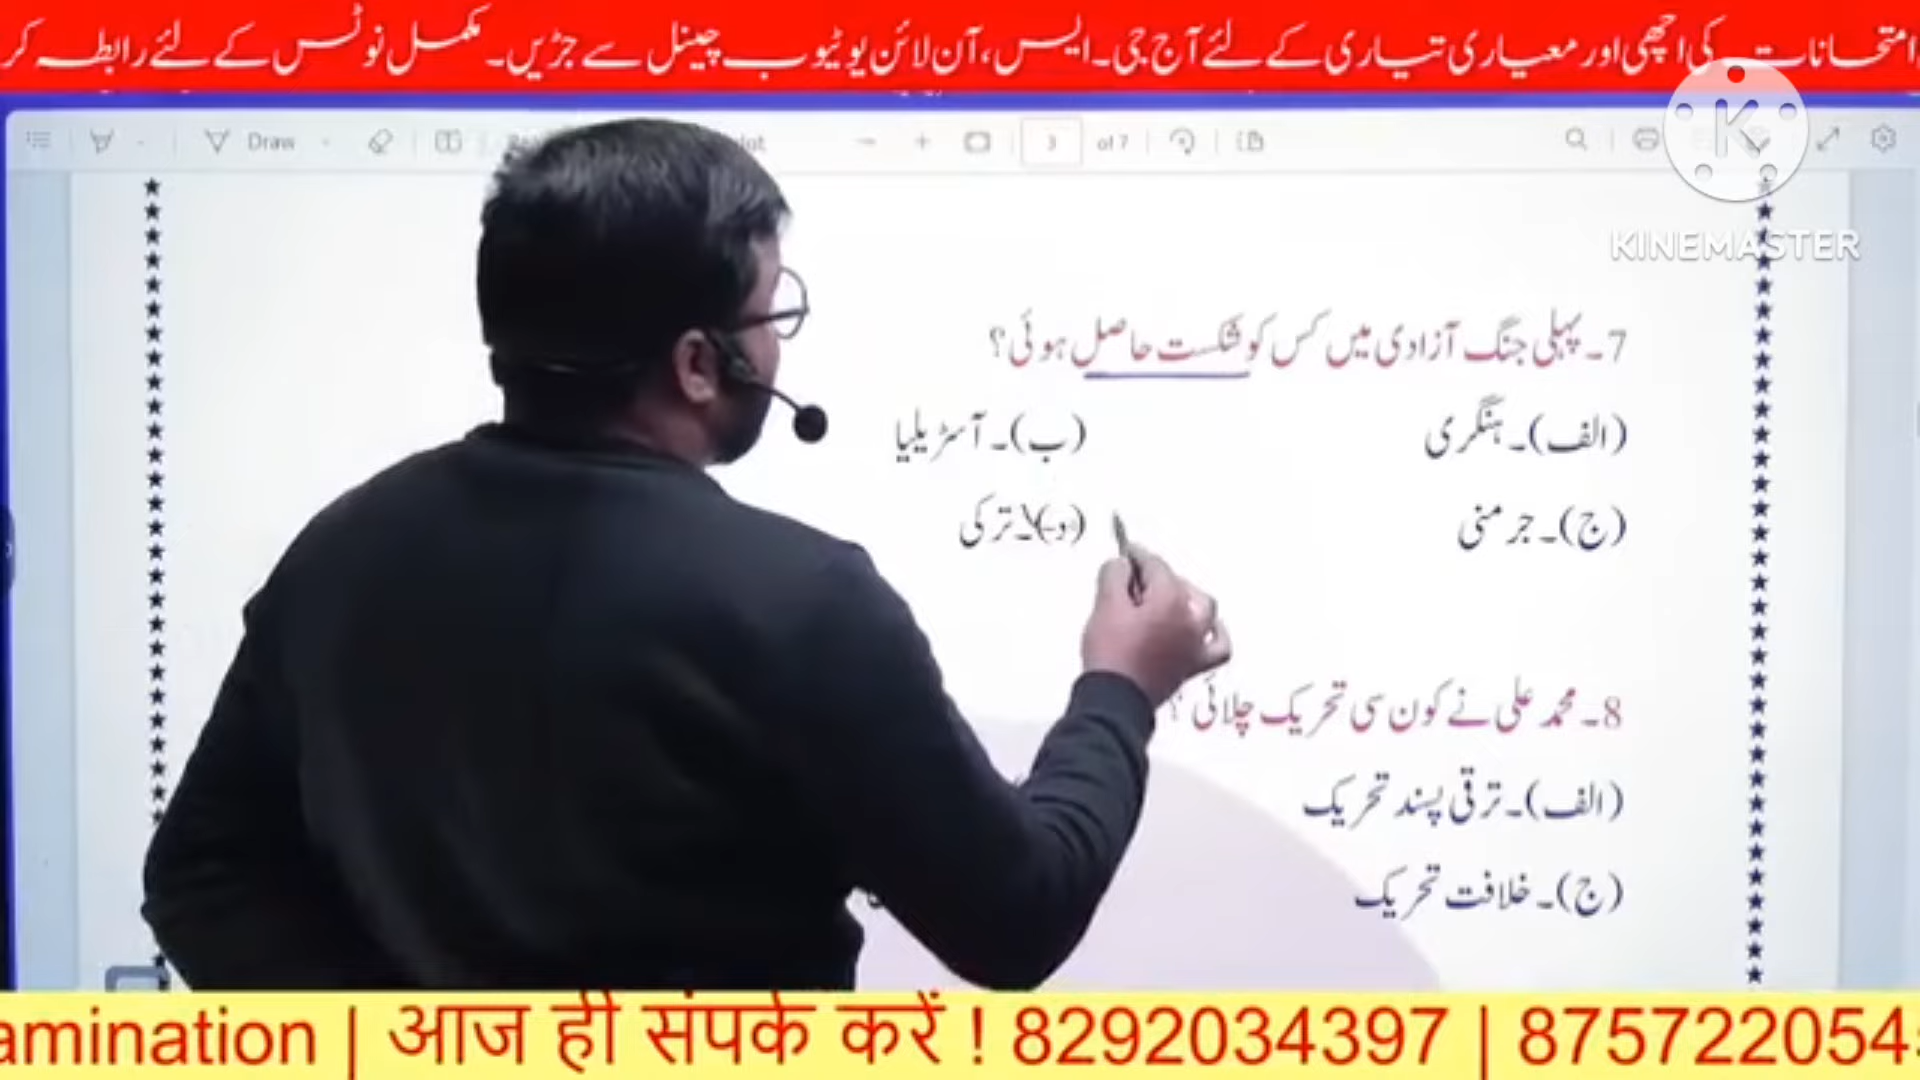 امتحانات کی اچھی اور معیاری تیاری کے لئے آج جی۔ایس، آن لائن یوٹیوب چینل سے جڑیں۔ مکمل نوٹس کے لئے رابطہ کر
Draw
3 of 7
KINEMASTER
7۔ پہلی جنگ آزادی میں کس کو شکست حاصل ہوئی؟
(الف)۔ ہنگری (ب)۔ آسٹریلیا
(ج)۔ جرمنی (د)۔ ترکی
8۔ محمد علی نے کون سی تحریک چلائی ؟
(الف)۔ ترقی پسند تحریک
(ج)۔ خلافت تحریک
amination | आज ही संपर्क करें ! 8292034397 | 875722054